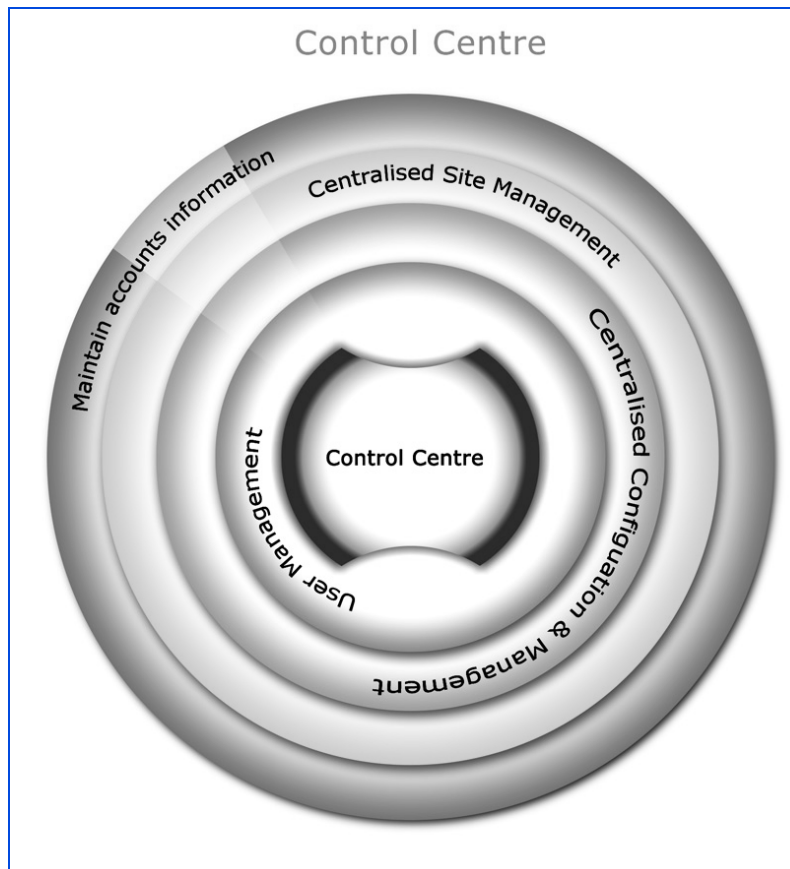 Control Centre
Maintain accounts information
Centralised Site Management
Centralised Configuation & Management
User Management
Control Centre